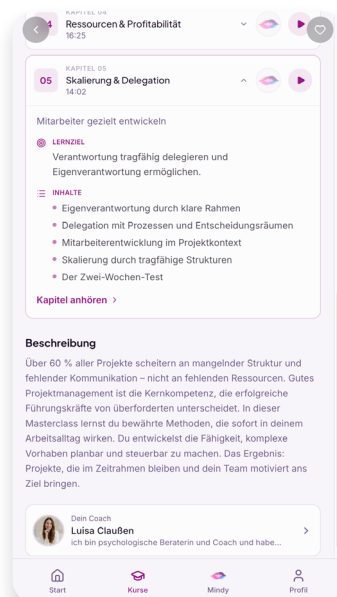 KAPITEL 04
4
Ressourcen & Profitabilität
16:25
KAPITEL 05
05
Skalierung & Delegation
14:02
Mitarbeiter gezielt entwickeln
LERNZIEL
Verantwortung tragfähig delegieren und
Eigenverantwortung ermöglichen.
INHALTE
Eigenverantwortung durch klare Rahmen
Delegation mit Prozessen und Entscheidungsräumen
Mitarbeiterentwicklung im Projektkontext
Skalierung durch tragfähige Strukturen
Der Zwei-Wochen-Test
Kapitel anhören
Beschreibung
Über 60 % aller Projekte scheitern an mangelnder Struktur und
fehlender Kommunikation – nicht an fehlenden Ressourcen. Gutes
Projektmanagement ist die Kernkompetenz, die erfolgreiche
Führungskräfte von überforderten unterscheidet. In dieser
Masterclass lernst du bewährte Methoden, die sofort in deinem
Arbeitsalltag wirken. Du entwickelst die Fähigkeit, komplexe
Vorhaben planbar und steuerbar zu machen. Das Ergebnis:
Projekte, die im Zeitrahmen bleiben und dein Team motiviert ans
Ziel bringen.
Dein Coach
Luisa Claußen
ich bin psychologische Beraterin und Coach und habe...
Start
Kurse
Mindy
Profil